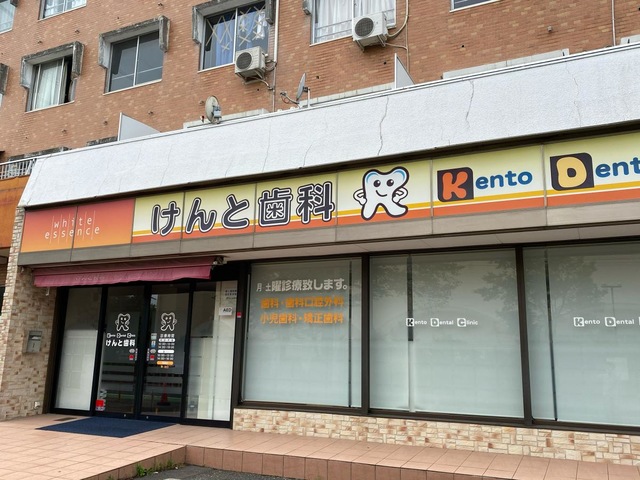 white
essence
けんと歯科
Kento Dent
月 土曜診療致します。
歯科・歯科口腔外科
小児歯科・矯正歯科
けんと歯科
Kento Dental Clinic
Kento Dental